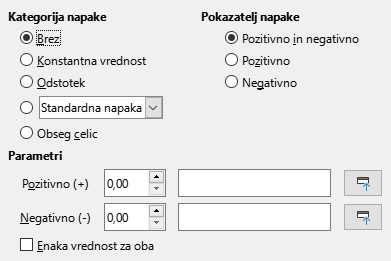 Kategorija napake
Brez
Konstantna vrednost
Odstotek
Standardna napaka
Obseg celic
Pokazatelj napake
Pozitivno in negativno
Pozitivno
Negativno
Parametri
Pozitivno (+) 0,00
Negativno (-) 0,00
Enaka vrednost za oba